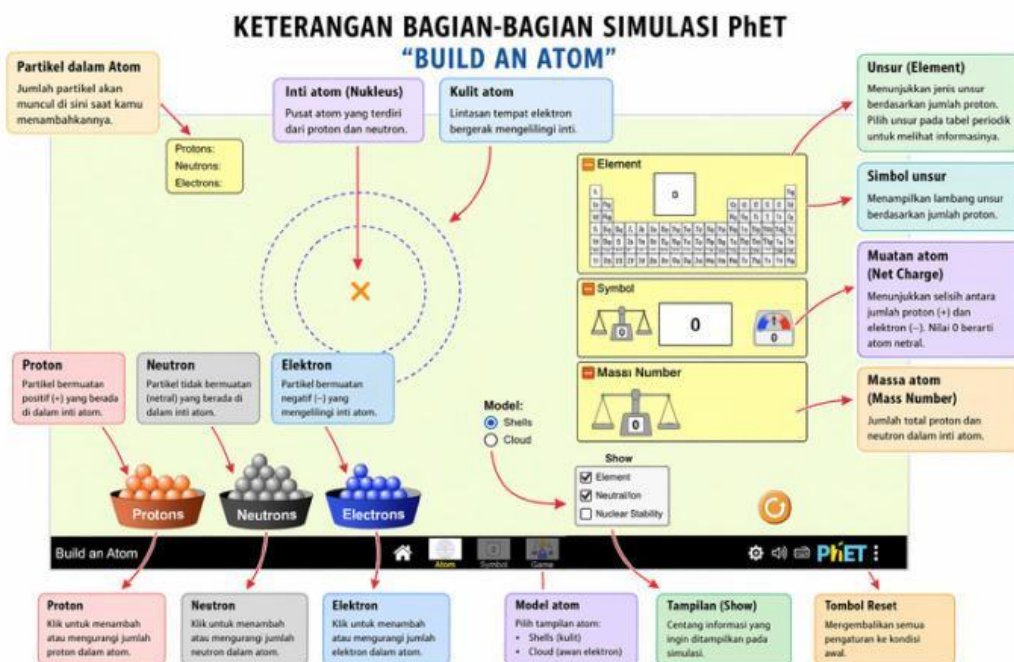 KETERANGAN BAGIAN-BAGIAN SIMULASI PhET
"BUILD AN ATOM"
Partikel dalam Atom
Jumlah partikel akan
muncul di sini saat kamu
menambahkannya.
Inti atom (Nukleus)
Pusat atom yang terdiri
dari proton dan neutron.
Kulit atom
Lintasan tempat elektron
bergerak mengelilingi inti.
Unsur (Element)
Menunjukkan jenis unsur
berdasarkan jumlah proton.
Pilih unsur pada tabel periodik
untuk melihat informasinya.
Protons:
Neutrons:
Electrons:
Element
0
Simbol unsur
Menampilkan lambang unsur
berdasarkan jumlah proton.
Muatan atom
(Net Charge)
Menunjukkan selisih antara
jumlah proton (+) dan
elektron (−). Nilai 0 berarti
atom netral.
Symbol
0
0
1
0
Proton
Partikel bermuatan
positif (+) yang berada
di dalam inti atom.
Neutron
Partikel tidak bermuatan
(netral) yang berada di
dalam inti atom.
Elektron
Partikel bermuatan
negatif (−) yang
mengelilingi inti atom.
Massı Number
0
Massa atom
(Mass Number)
Jumlah total proton dan
neutron dalam inti atom.
Model:
Shells
Cloud
Show
Element
Neutral/Ion
Nuclear Stability
Protons
Neutrons
Electrons
Build an Atom
Atom
Symbol
Game
PhET
Proton
Klik untuk menambah
atau mengurangi jumlah
proton dalam atom.
Neutron
Klik untuk menambah
atau mengurangi jumlah
neutron dalam atom.
Elektron
Klik untuk menambah
atau mengurangi jumlah
elektron dalam atom.
Model atom
Pilih tampilan atom:
• Shells (kulit)
• Cloud (awan elektron)
Tampilan (Show)
Centang informasi yang
ingin ditampilkan pada
simulasi.
Tombol Reset
Mengembalikan semua
pengaturan ke kondisi
awal.